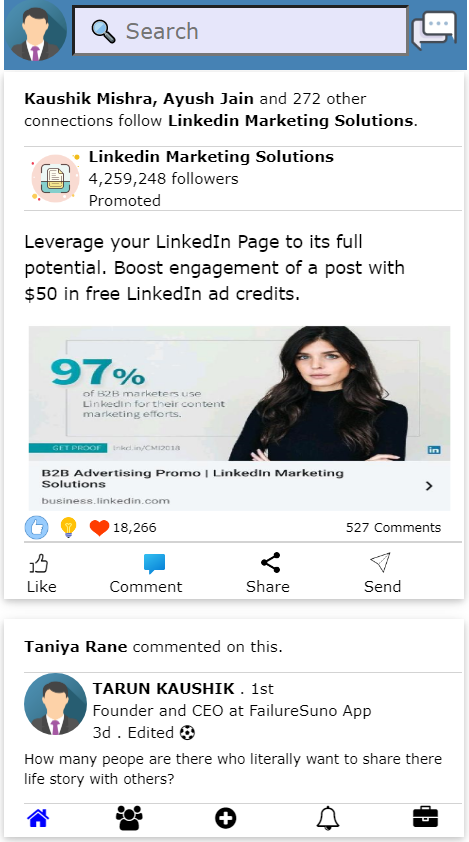 Search
Kaushik Mishra, Ayush Jain and 272 other
connections follow Linkedin Marketing Solutions.
Linkedin Marketing Solutions
4,259,248 followers
Promoted
Leverage your LinkedIn Page to its full
potential. Boost engagement of a post with
$50 in free LinkedIn ad credits.
97%
of B2B marketers use
LinkedIn for their content
marketing efforts.
GET PROOF lnkd.in/CMI2018
in
B2B Advertising Promo | LinkedIn Marketing
Solutions
business.linkedin.com
18,266 527 Comments
Like Comment Share Send
Taniya Rane commented on this.
TARUN KAUSHIK . 1st
Founder and CEO at FailureSuno App
3d . Edited
How many peope are there who literally want to share there
life story with others?